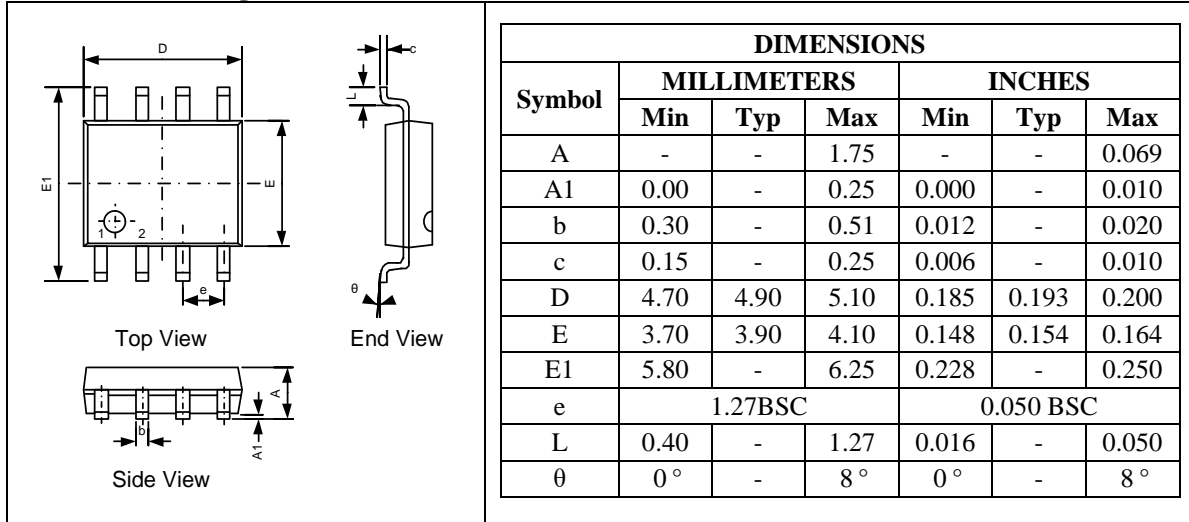 D
c
L
E1
E
1 2
e
θ
Top View
End View
A
b
A1
Side View
DIMENSIONS
Symbol MILLIMETERS INCHES
Min Typ Max Min Typ Max
A - - 1.75 - - 0.069
A1 0.00 - 0.25 0.000 - 0.010
b 0.30 - 0.51 0.012 - 0.020
c 0.15 - 0.25 0.006 - 0.010
D 4.70 4.90 5.10 0.185 0.193 0.200
E 3.70 3.90 4.10 0.148 0.154 0.164
E1 5.80 - 6.25 0.228 - 0.250
e 1.27BSC 0.050 BSC
L 0.40 - 1.27 0.016 - 0.050
θ 0 ° - 8 ° 0 ° - 8 °